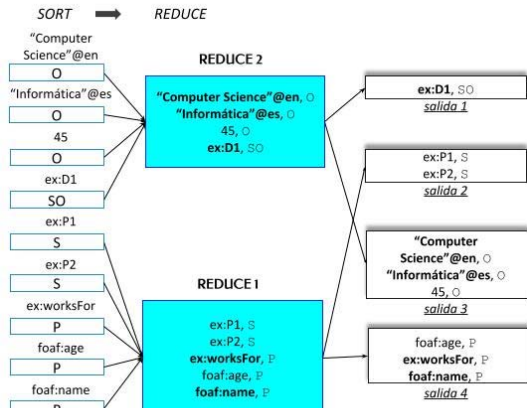 SORT REDUCE
"Computer
Science"@en
O
"Informática"@es
O
45
O
ex:D1
SO
ex:P1
S
ex:P2
S
ex:worksFor
P
foaf:age
P
foaf:name
P
REDUCE 2
"Computer Science"@en, O
"Informática"@es, O
45, O
ex:D1, SO
REDUCE 1
ex:P1, S
ex:P2, S
ex:worksFor, P
foaf:age, P
foaf:name, P
ex:D1, SO
salida 1
ex:P1, S
ex:P2, S
salida 2
"Computer
Science"@en, O
"Informática"@es, O
45, O
salida 3
foaf:age, P
ex:worksFor, P
foaf:name, P
salida 4